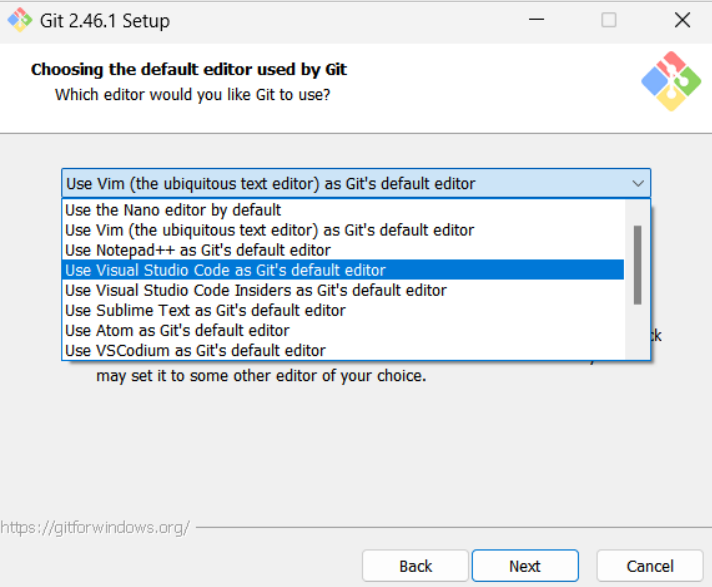 Git 2.46.1 Setup
Choosing the default editor used by Git
Which editor would you like Git to use?
Use Vim (the ubiquitous text editor) as Git's default editor
Use the Nano editor by default
Use Vim (the ubiquitous text editor) as Git's default editor
Use Notepad++ as Git's default editor
Use Visual Studio Code as Git's default editor
Use Visual Studio Code Insiders as Git's default editor
Use Sublime Text as Git's default editor
Use Atom as Git's default editor
Use VSCodium as Git's default editor
may set it to some other editor of your choice.
https://gitforwindows.org/
Back Next Cancel